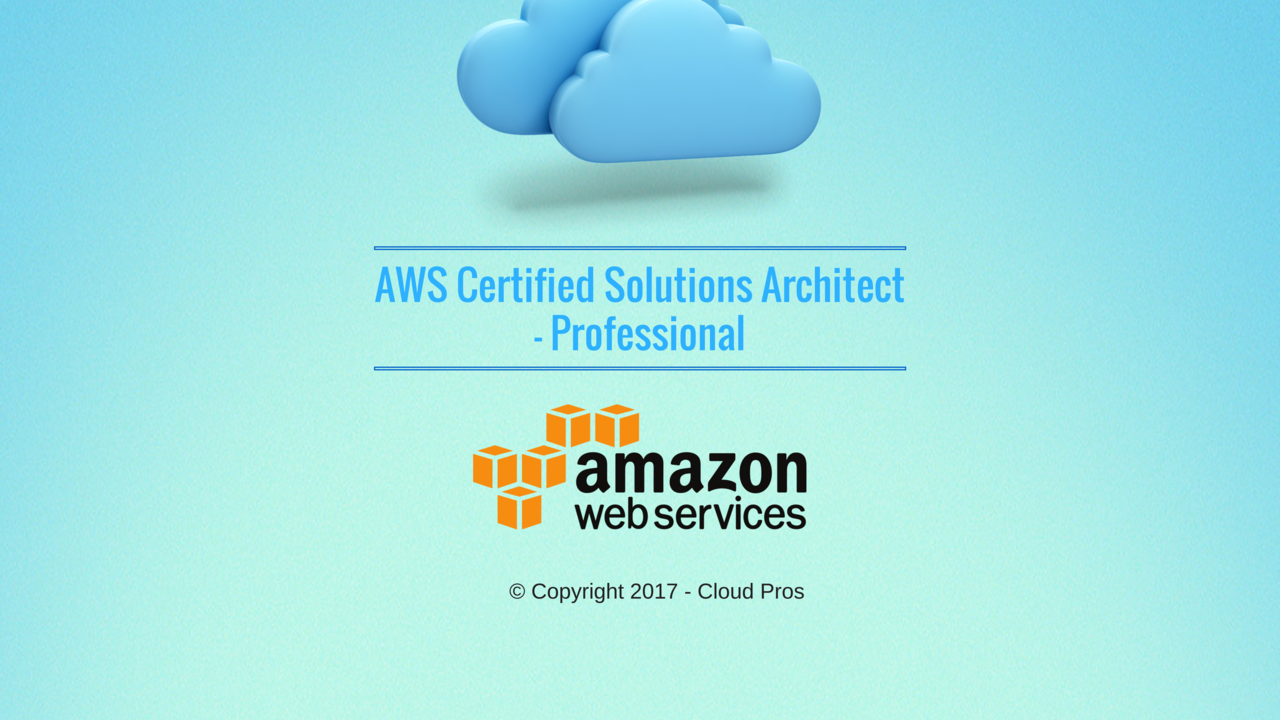 AWS Certified Solutions Architect
- Professional
amazon
web services
© Copyright 2017 - Cloud Pros